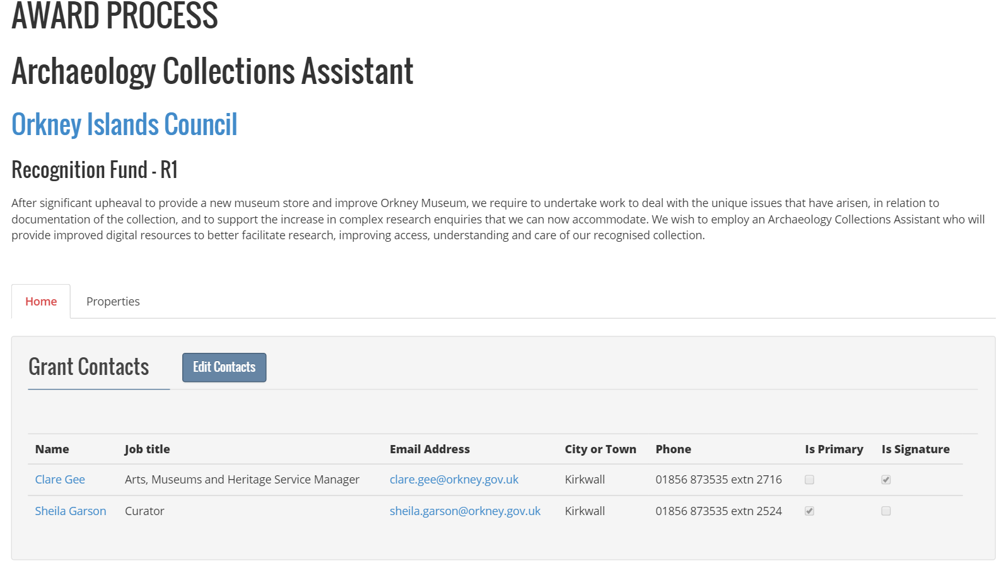 AWARD PROCESS
Archaeology Collections Assistant
Orkney Islands Council
Recognition Fund - R1
After significant upheaval to provide a new museum store and improve Orkney Museum, we require to undertake work to deal with the unique issues that have arisen, in relation to
documentation of the collection, and to support the increase in complex research enquiries that we can now accommodate. We wish to employ an Archaeology Collections Assistant who will
provide improved digital resources to better facilitate research, improving access, understanding and care of our recognised collection.
Home Properties
Grant Contacts Edit Contacts
Name Job title Email Address City or Town Phone Is Primary Is Signature
Clare Gee Arts, Museums and Heritage Service Manager clare.gee@orkney.gov.uk Kirkwall 01856 873535 extn 2716
Sheila Garson Curator sheila.garson@orkney.gov.uk Kirkwall 01856 873535 extn 2524